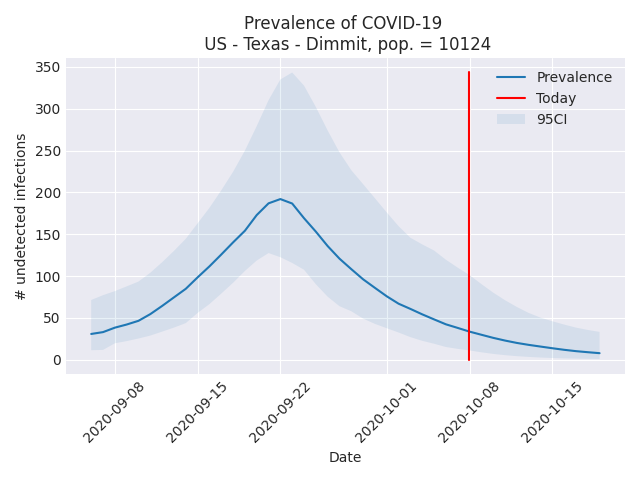 Prevalence of COVID-19
US - Texas - Dimmit, pop. = 10124
350
300
250
200
150
100
50
0
# undetected infections
Prevalence
Today
95CI
2020-09-08
2020-09-15
2020-09-22
2020-10-01
2020-10-08
2020-10-15
Date